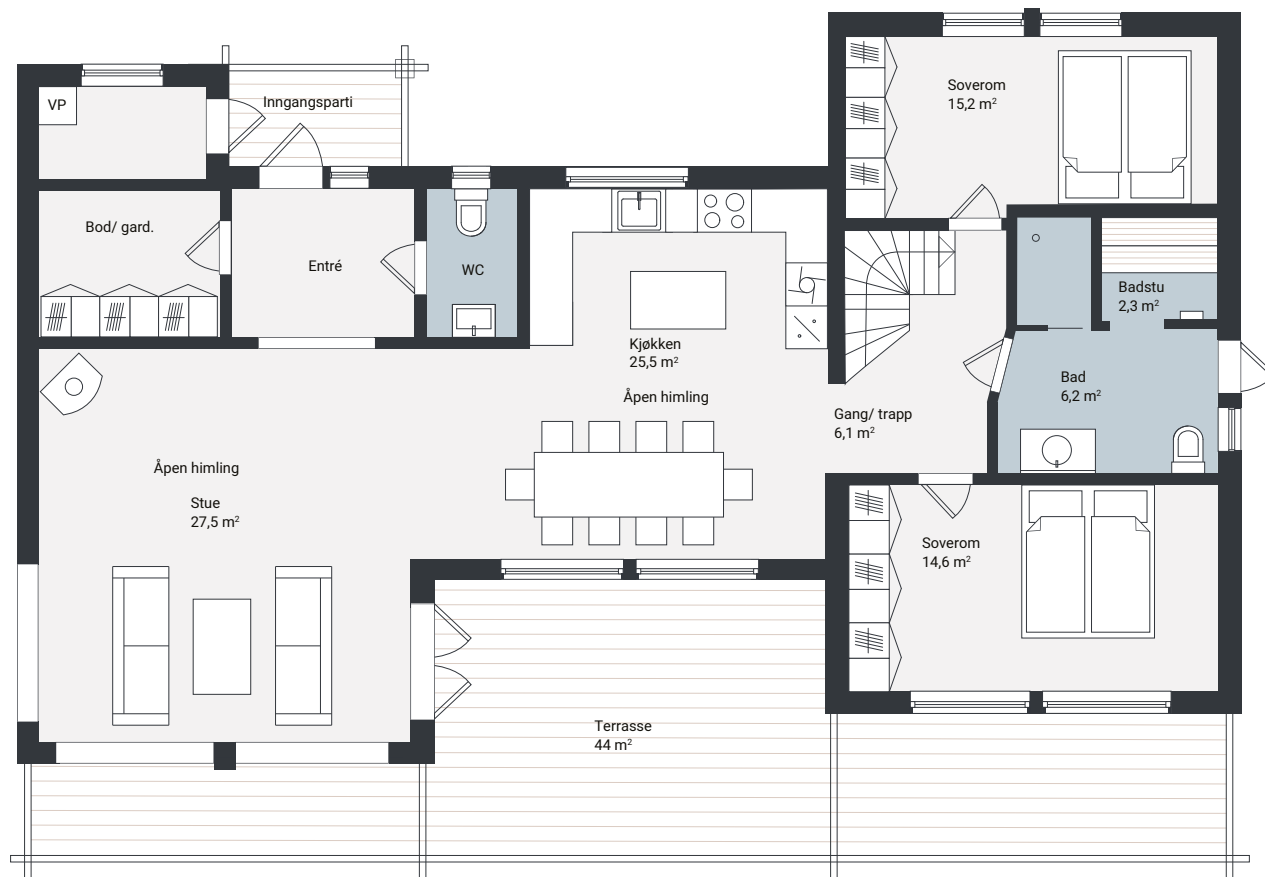 VP
Inngangsparti
Soverom
15,2 m²
Bod/ gard.
Entré
WC
Badstu
2,3 m²
Kjøkken
25,5 m²
Åpen himling
Bad
6,2 m²
Gang/ trapp
6,1 m²
Åpen himling
Stue
27,5 m²
Soverom
14,6 m²
Terrasse
44 m²